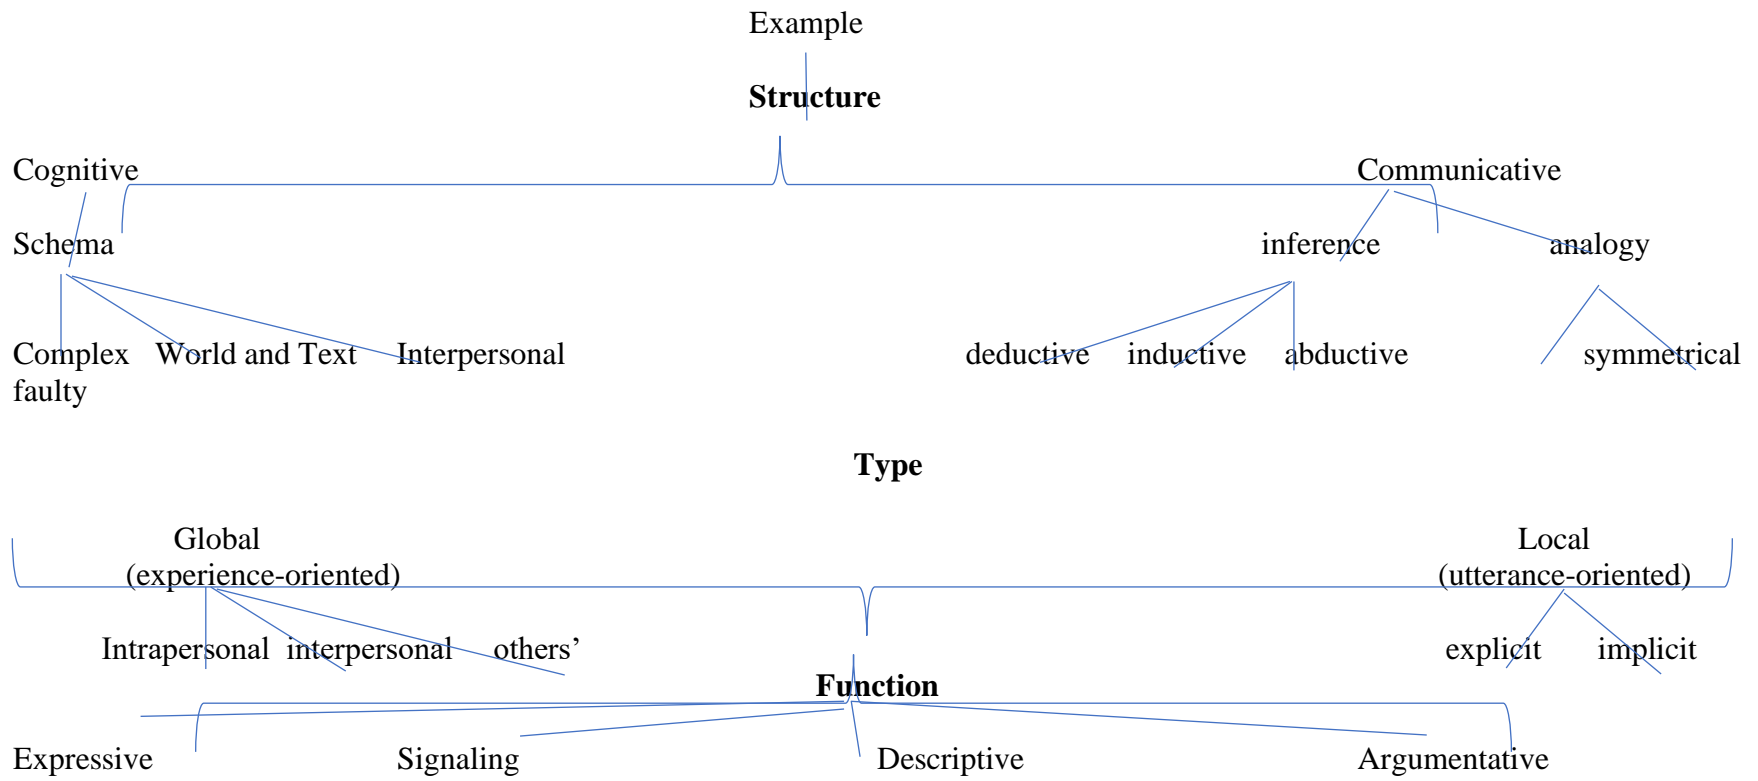 Example
Structure
Cognitive Communicative
Schema inference analogy
Complex World and Text Interpersonal deductive inductive abductive symmetrical
faulty
Type
Global Local
(experience-oriented) (utterance-oriented)
Intrapersonal interpersonal others’ explicit implicit
Function
Expressive Signaling Descriptive Argumentative